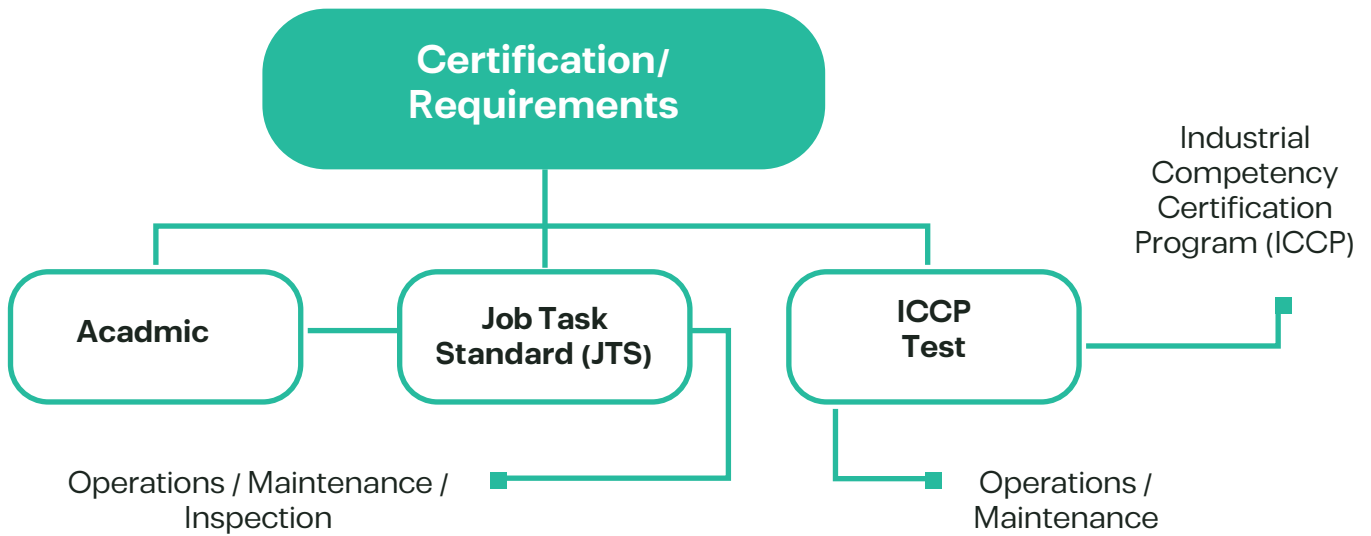 Certification/
Requirements
Industrial
Competency
Certification
Program (ICCP)
Acadmic
Job Task
Standard (JTS)
ICCP
Test
Operations / Maintenance /
Inspection
Operations /
Maintenance